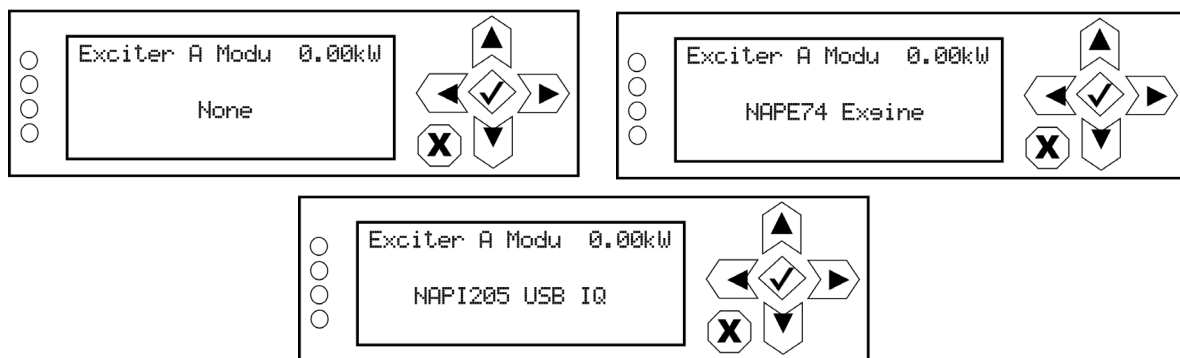 Exciter A Modu 0.00kW
None
Exciter A Modu 0.00kW
NAPE74 Exgine
Exciter A Modu 0.00kW
NAPI205 USB IQ